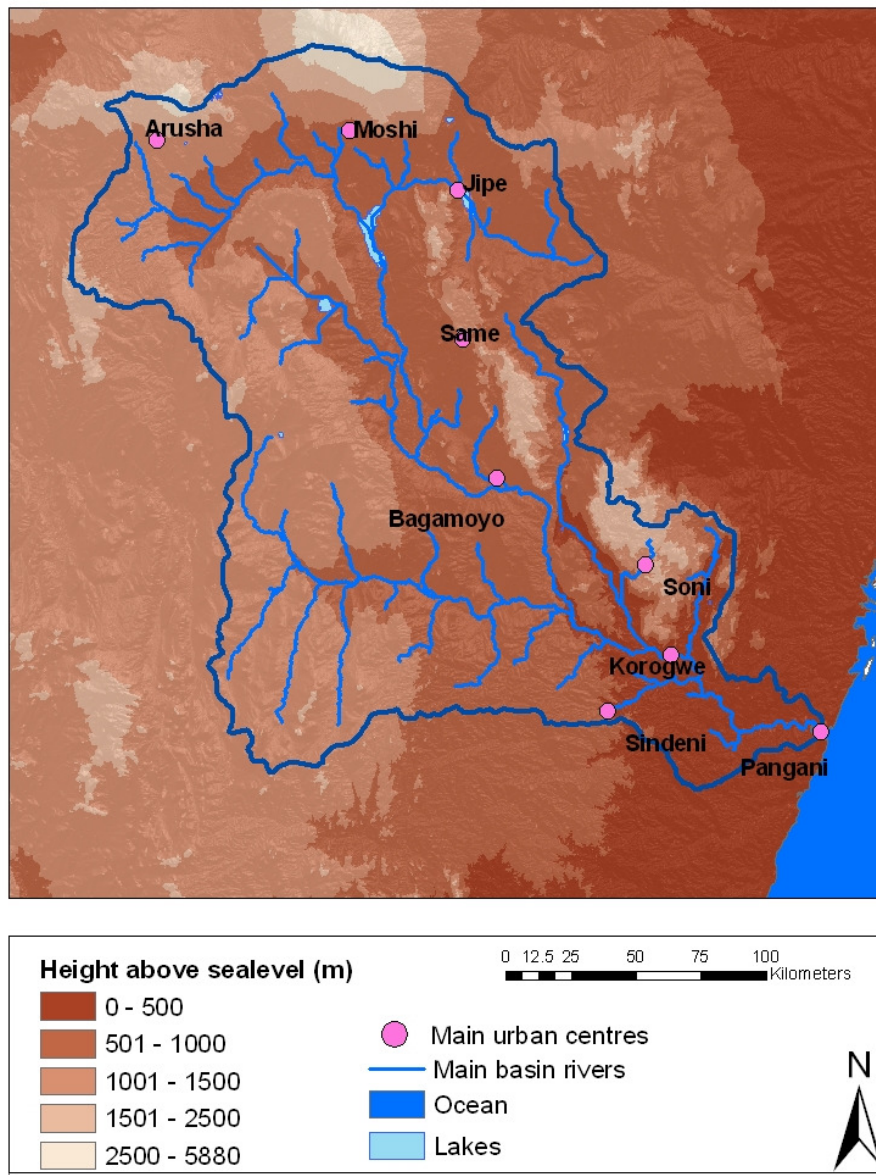 Arusha
Moshi
Jipe
Same
Bagamoyo
Soni
Korogwe
Sindeni
Pangani
Height above sealevel (m)
0 - 500
501 - 1000
1001 - 1500
1501 - 2500
2500 - 5880
0 12.5 25 50 75 100
Kilometers
Main urban centres
Main basin rivers
Ocean
Lakes
N